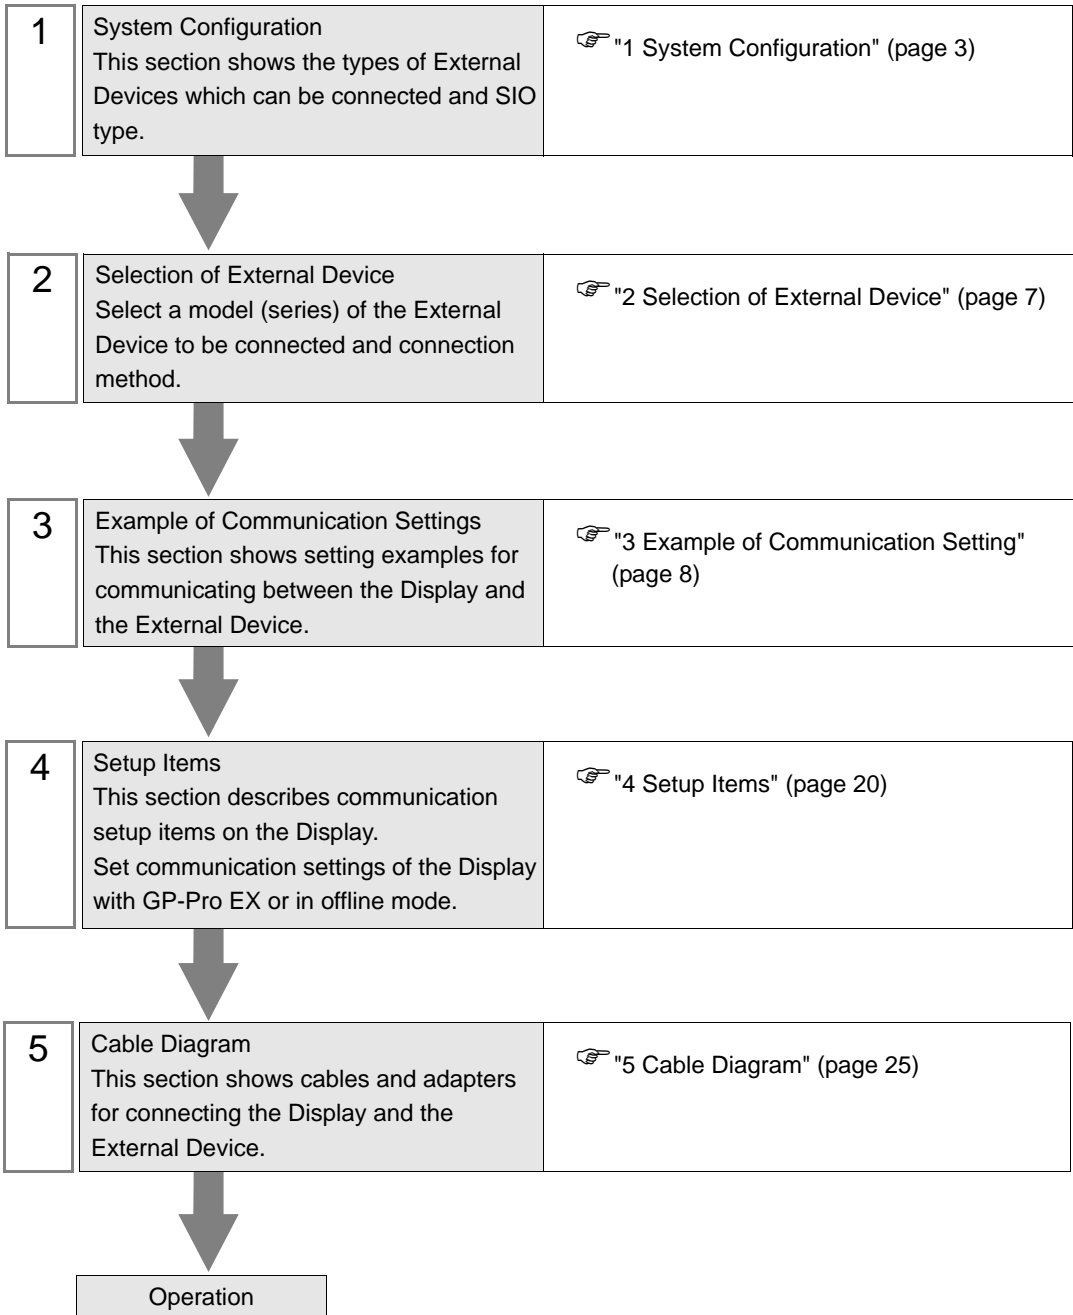 1
System Configuration
This section shows the types of External
Devices which can be connected and SIO
type.
"1 System Configuration" (page 3)
2
Selection of External Device
Select a model (series) of the External
Device to be connected and connection
method.
"2 Selection of External Device" (page 7)
3
Example of Communication Settings
This section shows setting examples for
communicating between the Display and
the External Device.
"3 Example of Communication Setting"
(page 8)
4
Setup Items
This section describes communication
setup items on the Display.
Set communication settings of the Display
with GP-Pro EX or in offline mode.
"4 Setup Items" (page 20)
5
Cable Diagram
This section shows cables and adapters
for connecting the Display and the
External Device.
"5 Cable Diagram" (page 25)
Operation